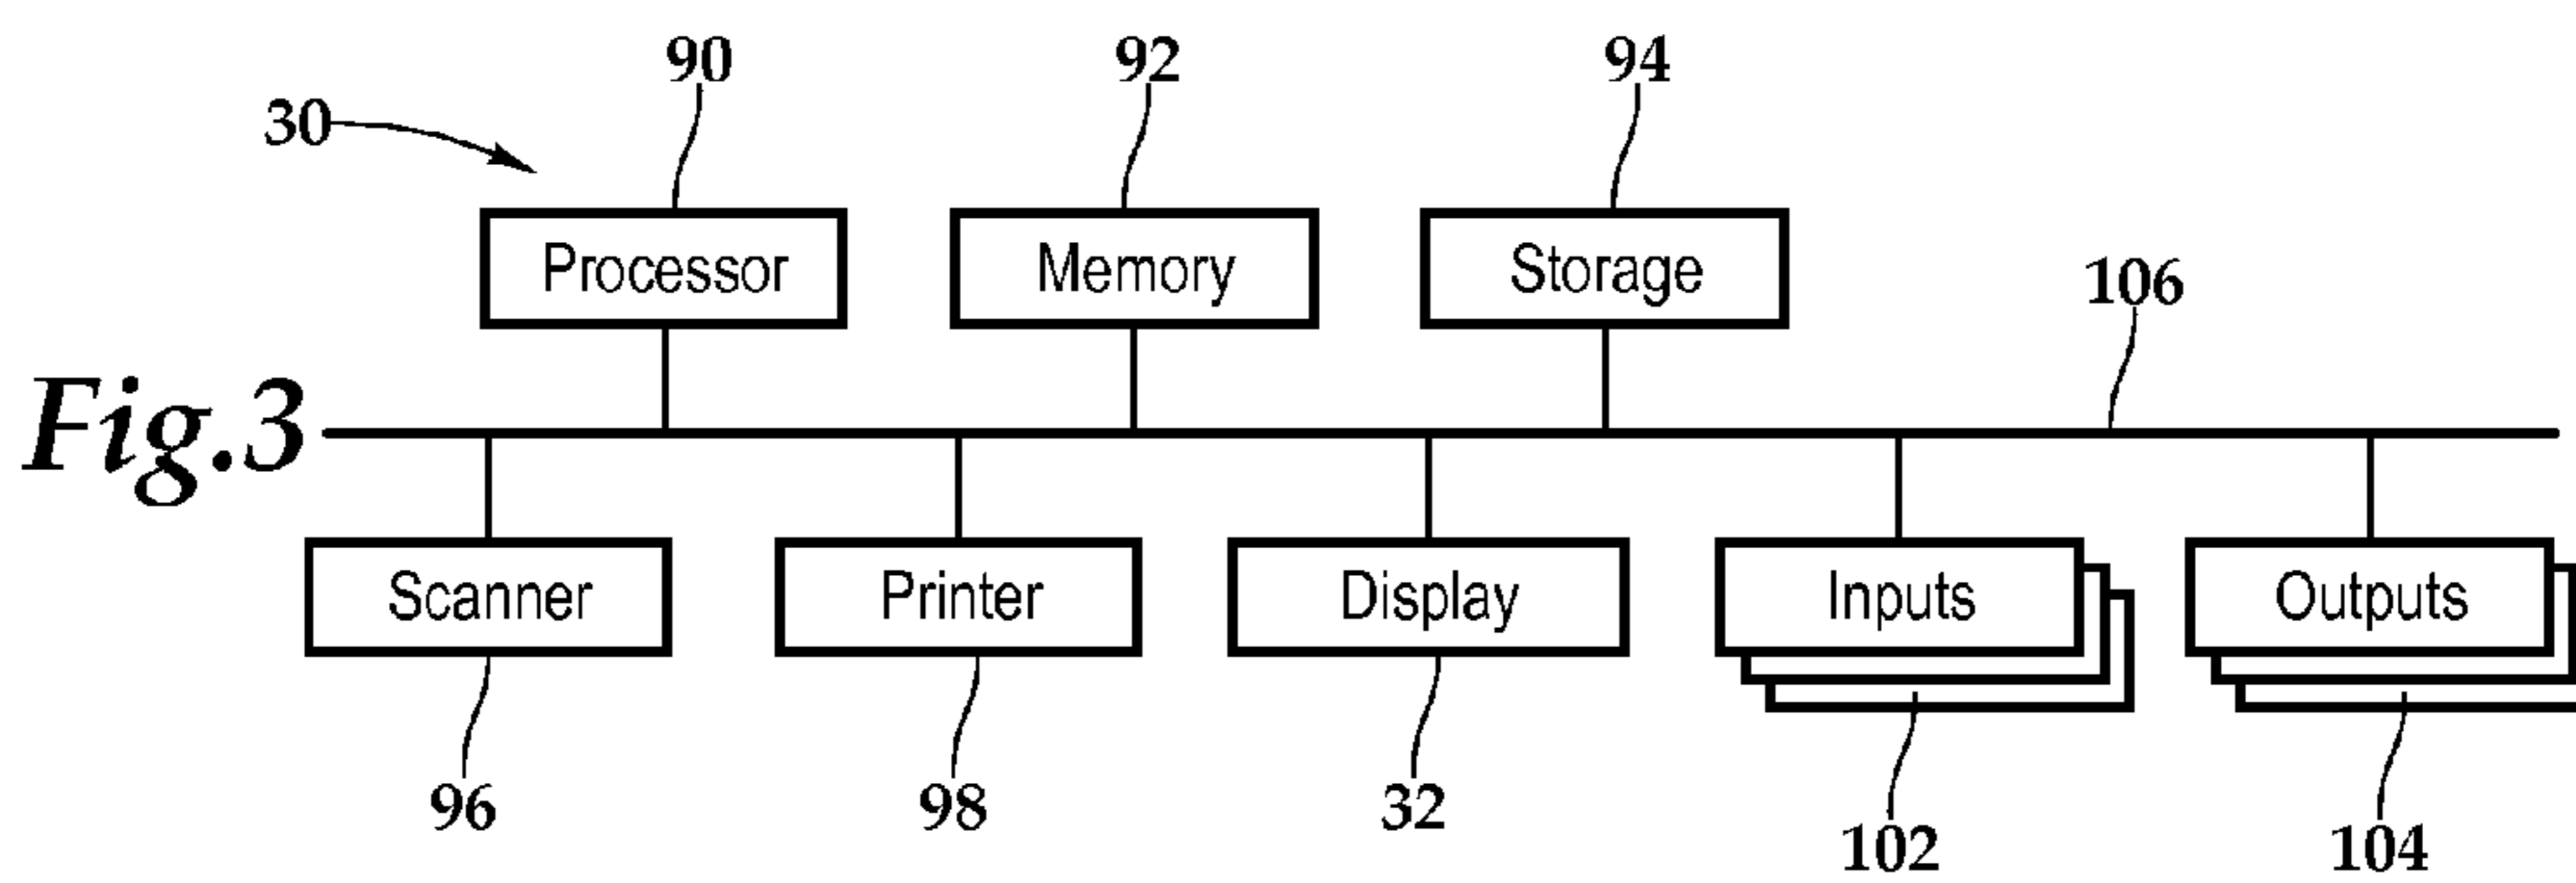 90 92 94
30
Processor Memory Storage
106
Fig.3
Scanner Printer Display Inputs Outputs
96 98 32 102 104